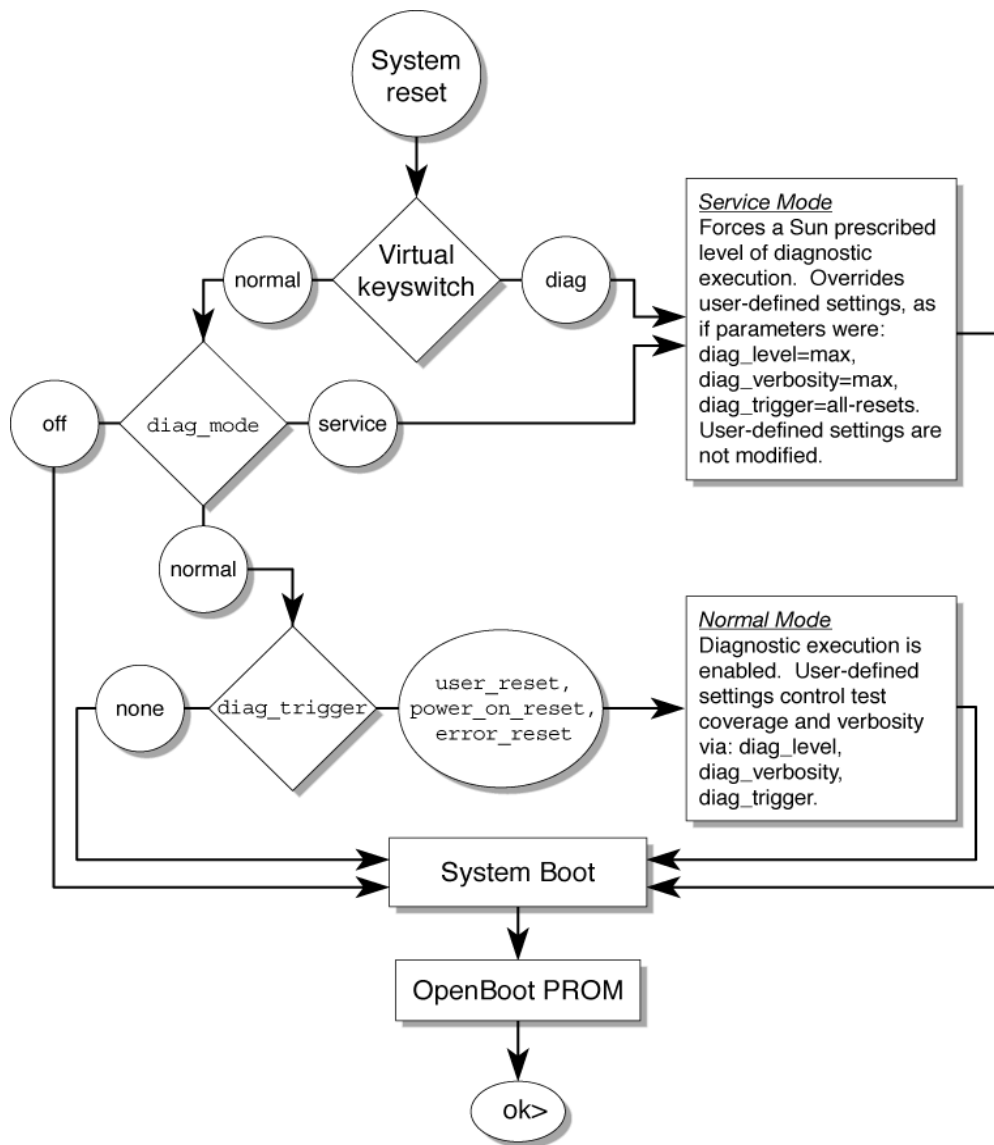 System
reset
Virtual
keyswitch
normal
diag
Service Mode
Forces a Sun prescribed
level of diagnostic
execution.  Overrides
user-defined settings, as
if parameters were:
diag_level=max,
diag_verbosity=max,
diag_trigger=all-resets.
User-defined settings are
not modified.
off
diag_mode
service
normal
none
diag_trigger
user_reset,
power_on_reset,
error_reset
Normal Mode
Diagnostic execution is
enabled.  User-defined
settings control test
coverage and verbosity
via: diag_level,
diag_verbosity,
diag_trigger.
System Boot
OpenBoot PROM
ok>